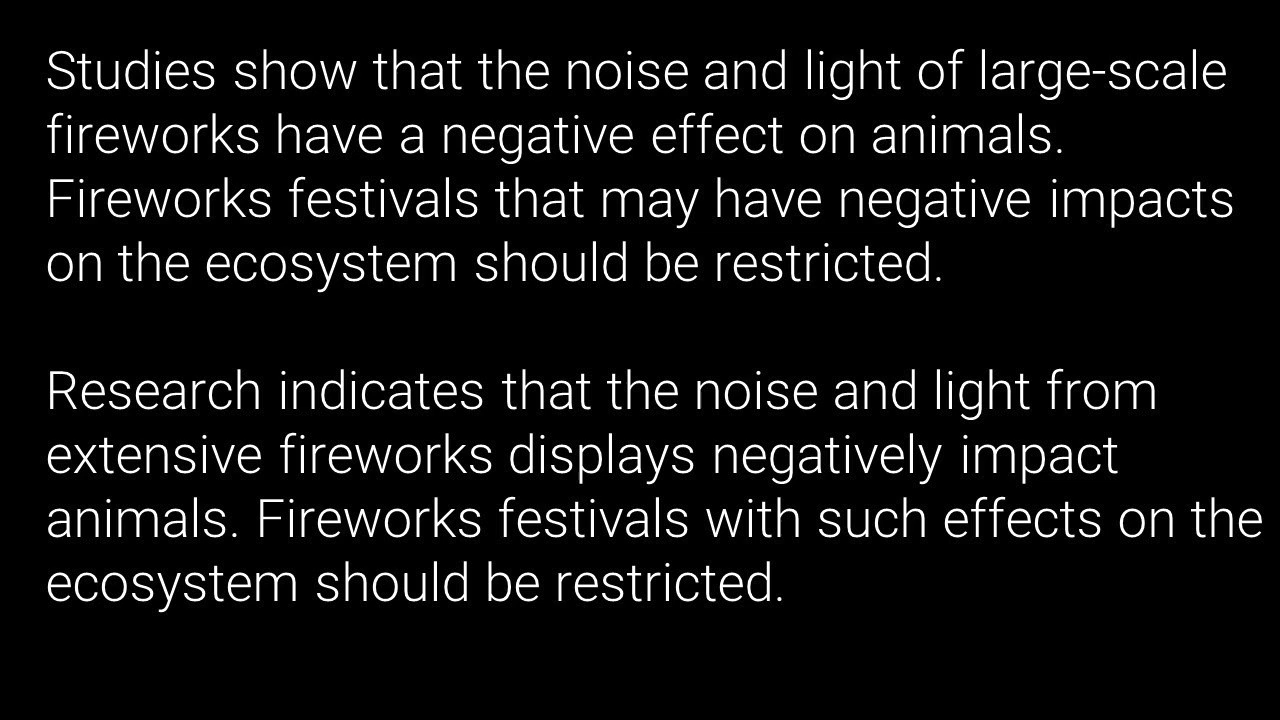 Studies show that the noise and light of large-scale
fireworks have a negative effect on animals.
Fireworks festivals that may have negative impacts
on the ecosystem should be restricted.
Research indicates that the noise and light from
extensive fireworks displays negatively impact
animals. Fireworks festivals with such effects on the
ecosystem should be restricted.